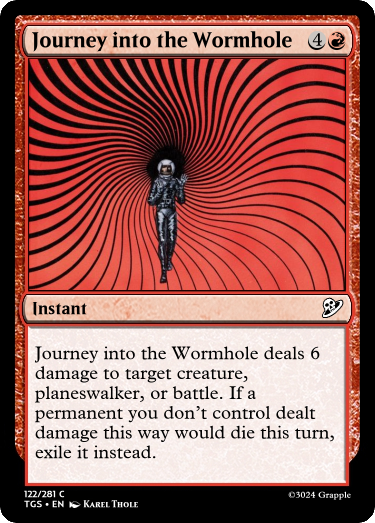 Journey into the Wormhole 4
Instant
Journey into the Wormhole deals 6
damage to target creature,
planeswalker, or battle. If a
permanent you don't control dealt
damage this way would die this turn,
exile it instead.
122/281 C
TGS • EN Karel Thole
©3024 Grapple